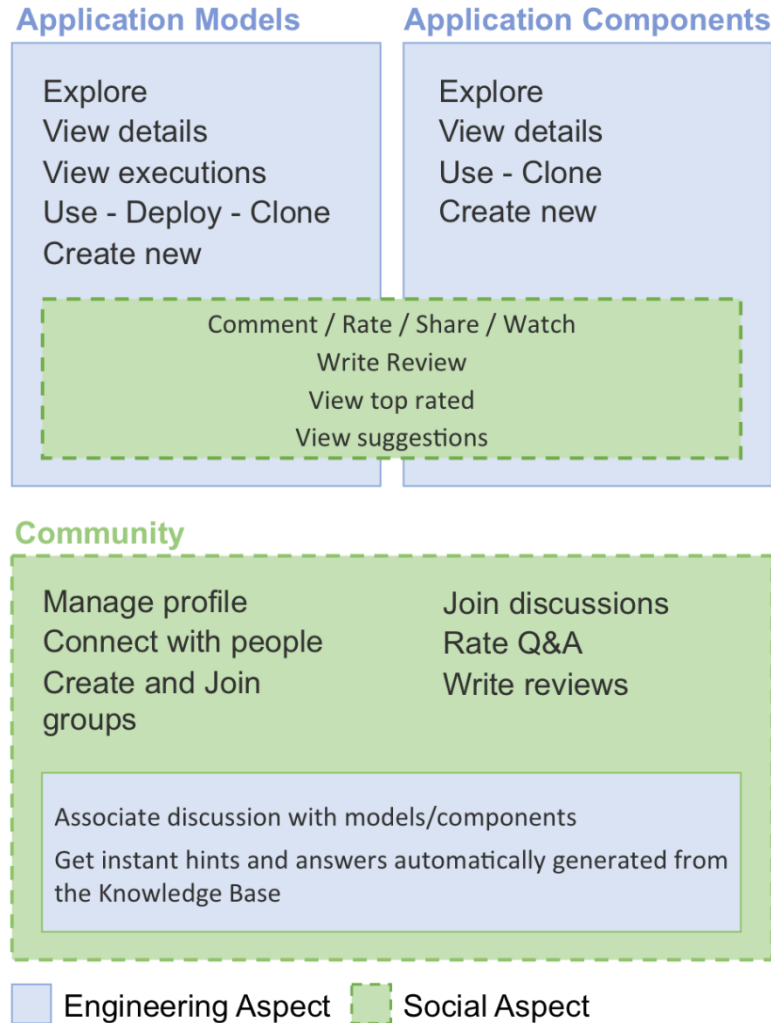 Application Models
Explore
View details
View executions
Use - Deploy - Clone
Create new
Application Components
Explore
View details
Use - Clone
Create new
Comment / Rate / Share / Watch
Write Review
View top rated
View suggestions
Community
Manage profile
Connect with people
Create and Join
groups
Join discussions
Rate Q&A
Write reviews
Associate discussion with models/components
Get instant hints and answers automatically generated from
the Knowledge Base
Engineering Aspect
Social Aspect